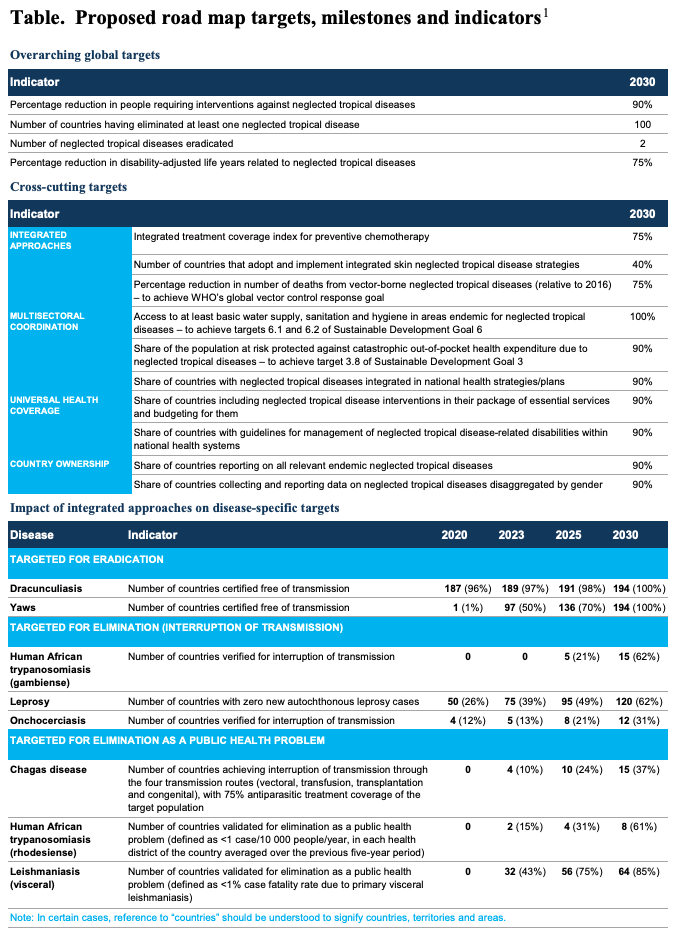 Table. Proposed road map targets, milestones and indicators1
Overarching global targets
Indicator 2030
Percentage reduction in people requiring interventions against neglected tropical diseases 90%
Number of countries having eliminated at least one neglected tropical disease 100
Number of neglected tropical diseases eradicated 2
Percentage reduction in disability-adjusted life years related to neglected tropical diseases 75%
Cross-cutting targets
Indicator 2030
INTEGRATED
APPROACHES
Integrated treatment coverage index for preventive chemotherapy 75%
Number of countries that adopt and implement integrated skin neglected tropical disease strategies 40%
Percentage reduction in number of deaths from vector-borne neglected tropical diseases (relative to 2016) 75%
– to achieve WHO's global vector control response goal
MULTISECTORAL
COORDINATION
Access to at least basic water supply, sanitation and hygiene in areas endemic for neglected tropical 100%
diseases – to achieve targets 6.1 and 6.2 of Sustainable Development Goal 6
Share of the population at risk protected against catastrophic out-of-pocket health expenditure due to 90%
neglected tropical diseases – to achieve target 3.8 of Sustainable Development Goal 3
Share of countries with neglected tropical diseases integrated in national health strategies/plans 90%
UNIVERSAL HEALTH
COVERAGE
Share of countries including neglected tropical disease interventions in their package of essential services 90%
and budgeting for them
Share of countries with guidelines for management of neglected tropical disease-related disabilities within 90%
national health systems
COUNTRY OWNERSHIP
Share of countries reporting on all relevant endemic neglected tropical diseases 90%
Share of countries collecting and reporting data on neglected tropical diseases disaggregated by gender 90%
Impact of integrated approaches on disease-specific targets
Disease Indicator 2020 2023 2025 2030
TARGETED FOR ERADICATION
Dracunculiasis Number of countries certified free of transmission 187 (96%) 189 (97%) 191 (98%) 194 (100%)
Yaws Number of countries certified free of transmission 1 (1%) 97 (50%) 136 (70%) 194 (100%)
TARGETED FOR ELIMINATION (INTERRUPTION OF TRANSMISSION)
Human African Number of countries verified for interruption of transmission 0 0 5 (21%) 15 (62%)
trypanosomiasis
(gambiense)
Leprosy Number of countries with zero new autochthonous leprosy cases 50 (26%) 75 (39%) 95 (49%) 120 (62%)
Onchocerciasis Number of countries verified for interruption of transmission 4 (12%) 5 (13%) 8 (21%) 12 (31%)
TARGETED FOR ELIMINATION AS A PUBLIC HEALTH PROBLEM
Chagas disease Number of countries achieving interruption of transmission through 0 4 (10%) 10 (24%) 15 (37%)
the four transmission routes (vectoral, transfusion, transplantation
and congenital), with 75% antiparasitic treatment coverage of the
target population
Human African Number of countries validated for elimination as a public health 0 2 (15%) 4 (31%) 8 (61%)
trypanosomiasis problem (defined as <1 case/10 000 people/year, in each health
(rhodesiense) district of the country averaged over the previous five-year period)
Leishmaniasis Number of countries validated for elimination as a public health 0 32 (43%) 56 (75%) 64 (85%)
(visceral) problem (defined as <1% case fatality rate due to primary visceral
leishmaniasis)
Note: In certain cases, reference to “countries” should be understood to signify countries, territories and areas.